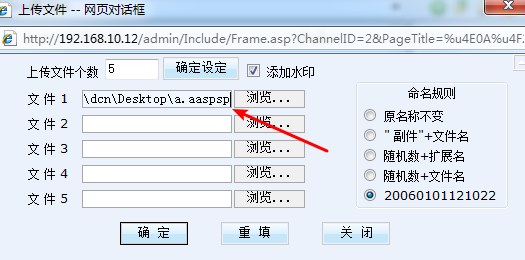 上传文件 -- 网页对话框
http://192.168.10.12/admin/Include/Frame.asp?ChannelID=2&PageTitle=%u4E0A%u4F2
上传文件个数 5 确定设定 添加水印
文 件 1 \dcn\Desktop\a.aaspsp 浏览...
文 件 2 浏览...
文 件 3 浏览...
文 件 4 浏览...
文 件 5 浏览...
命名规则
原名称不变
"副件"+文件名
随机数+扩展名
随机数+文件名
20060101121022
确 定 重 填 关 闭